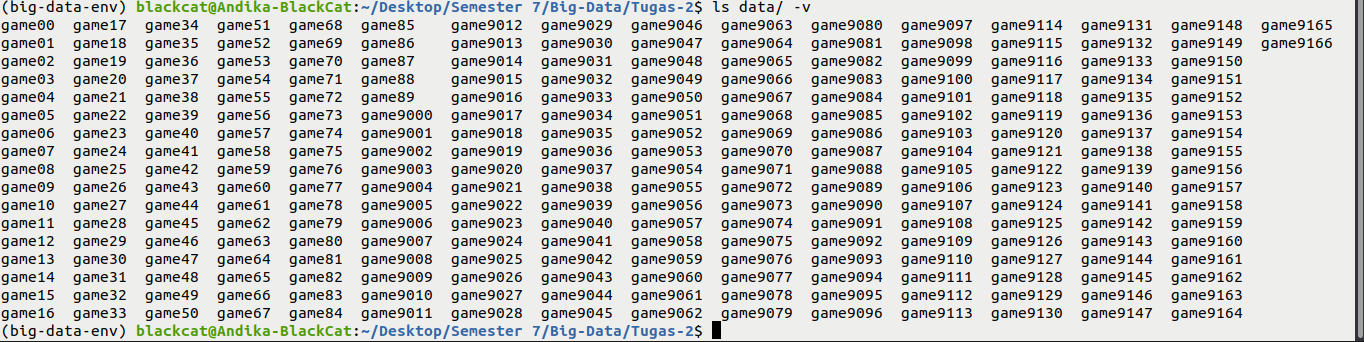 (big-data-env) blackcat@Andika-BlackCat:~/Desktop/Semester 7/Big-Data/Tugas-2$ ls data/ -v
game00 game17 game34 game51 game68 game85 game9012 game9029 game9046 game9063 game9080 game9097 game9114 game9131 game9148 game9165
game01 game18 game35 game52 game69 game86 game9013 game9030 game9047 game9064 game9081 game9098 game9115 game9132 game9149 game9166
game02 game19 game36 game53 game70 game87 game9014 game9031 game9048 game9065 game9082 game9099 game9116 game9133 game9150
game03 game20 game37 game54 game71 game88 game9015 game9032 game9049 game9066 game9083 game9100 game9117 game9134 game9151
game04 game21 game38 game55 game72 game89 game9016 game9033 game9050 game9067 game9084 game9101 game9118 game9135 game9152
game05 game22 game39 game56 game73 game9000 game9017 game9034 game9051 game9068 game9085 game9102 game9119 game9136 game9153
game06 game23 game40 game57 game74 game9001 game9018 game9035 game9052 game9069 game9086 game9103 game9120 game9137 game9154
game07 game24 game41 game58 game75 game9002 game9019 game9036 game9053 game9070 game9087 game9104 game9121 game9138 game9155
game08 game25 game42 game59 game76 game9003 game9020 game9037 game9054 game9071 game9088 game9105 game9122 game9139 game9156
game09 game26 game43 game60 game77 game9004 game9021 game9038 game9055 game9072 game9089 game9106 game9123 game9140 game9157
game10 game27 game44 game61 game78 game9005 game9022 game9039 game9056 game9073 game9090 game9107 game9124 game9141 game9158
game11 game28 game45 game62 game79 game9006 game9023 game9040 game9057 game9074 game9091 game9108 game9125 game9142 game9159
game12 game29 game46 game63 game80 game9007 game9024 game9041 game9058 game9075 game9092 game9109 game9126 game9143 game9160
game13 game30 game47 game64 game81 game9008 game9025 game9042 game9059 game9076 game9093 game9110 game9127 game9144 game9161
game14 game31 game48 game65 game82 game9009 game9026 game9043 game9060 game9077 game9094 game9111 game9128 game9145 game9162
game15 game32 game49 game66 game83 game9010 game9027 game9044 game9061 game9078 game9095 game9112 game9129 game9146 game9163
game16 game33 game50 game67 game84 game9011 game9028 game9045 game9062 game9079 game9096 game9113 game9130 game9147 game9164
(big-data-env) blackcat@Andika-BlackCat:~/Desktop/Semester 7/Big-Data/Tugas-2$